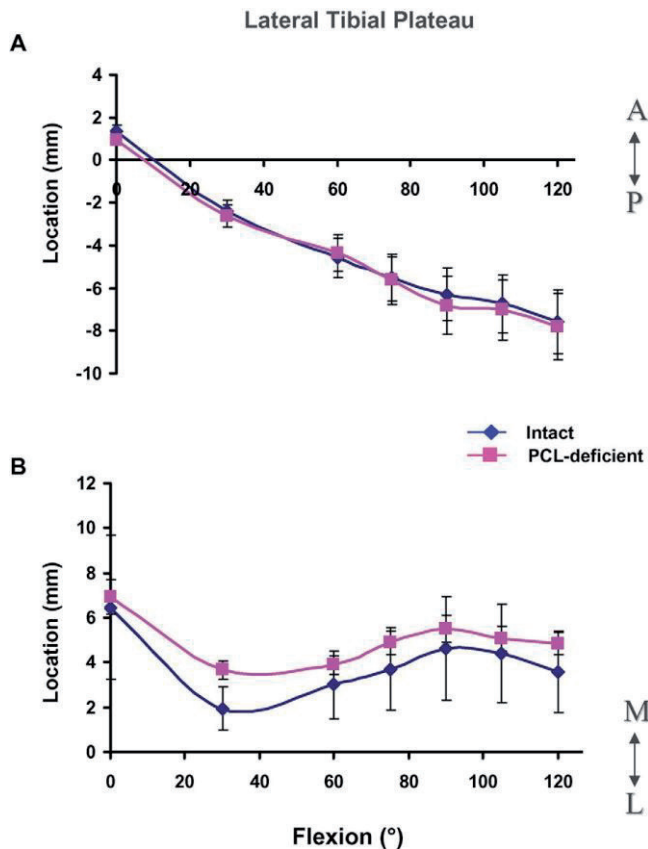 Lateral Tibial Plateau
A
4
2
0
-2
-4
-6
-8
-10
Location (mm)
0 20 40 60 80 100 120
A
P
Intact
PCL-deficient
B
12
10
8
6
4
2
0
Location (mm)
0 20 40 60 80 100 120
Flexion (°)
M
L